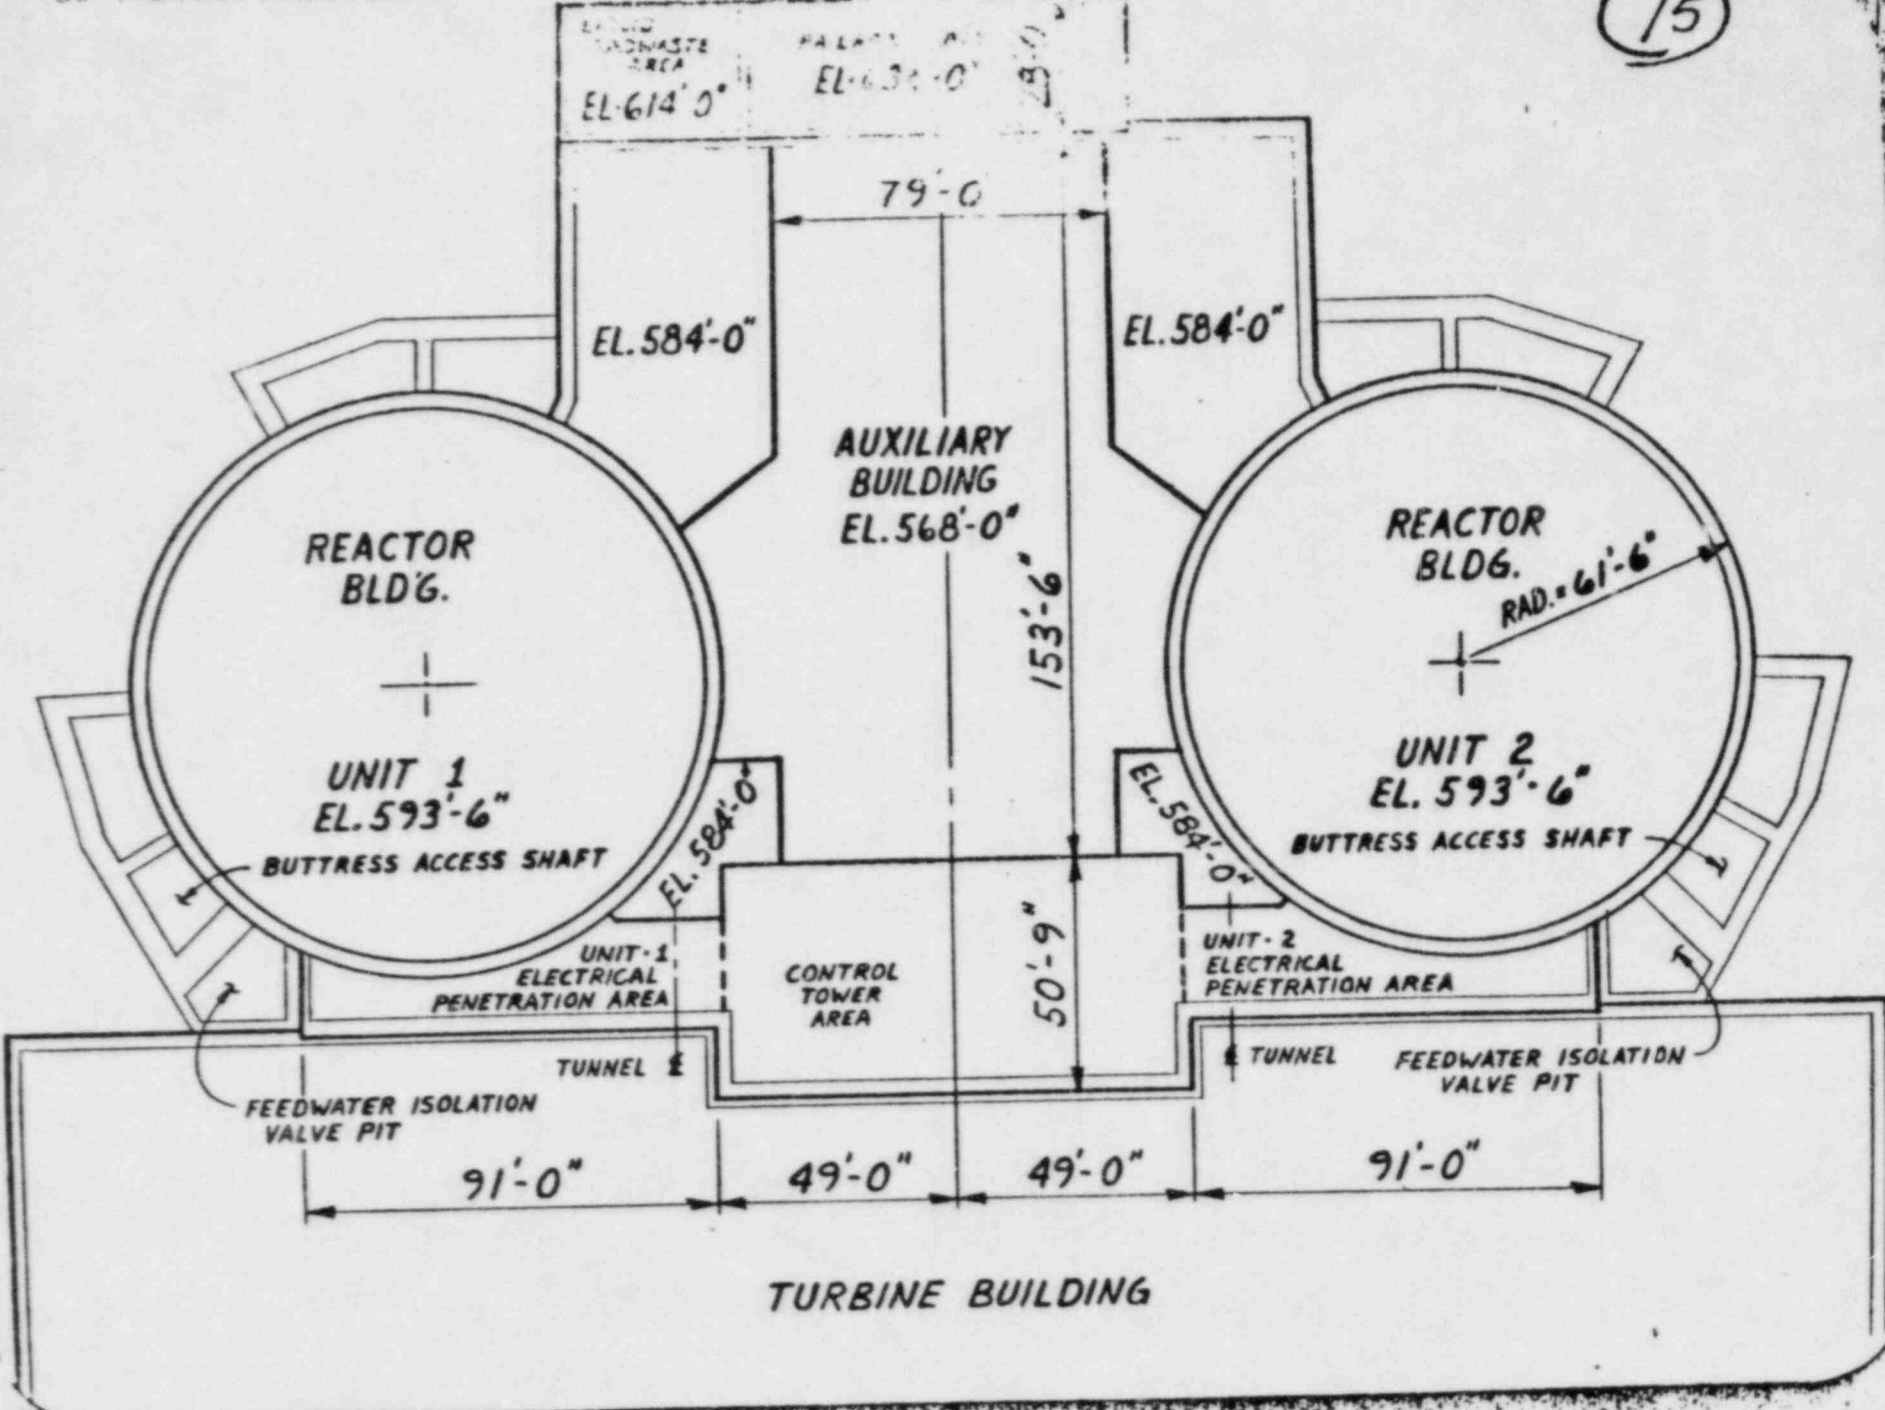 15
AREA
EL. 614' 0"
79'-0
EL. 584'-0"
EL. 584'-0"
AUXILIARY
BUILDING
EL. 568'-0"
153'-6"
REACTOR
BLD'G.
UNIT 1
EL. 593'-6"
BUTTRESS ACCESS SHAFT
REACTOR
BLDG.
RAD. = 61'-6"
UNIT 2
EL. 593'-6"
BUTTRESS ACCESS SHAFT
EL. 584'-0"
EL. 584'-0"
UNIT-1
ELECTRICAL
PENETRATION AREA
CONTROL
TOWER
AREA
50'-9"
UNIT-2
ELECTRICAL
PENETRATION AREA
TUNNEL ℄
℄ TUNNEL
FEEDWATER ISOLATION
VALVE PIT
FEEDWATER ISOLATION
VALVE PIT
91'-0"
49'-0"
49'-0"
91'-0"
TURBINE BUILDING